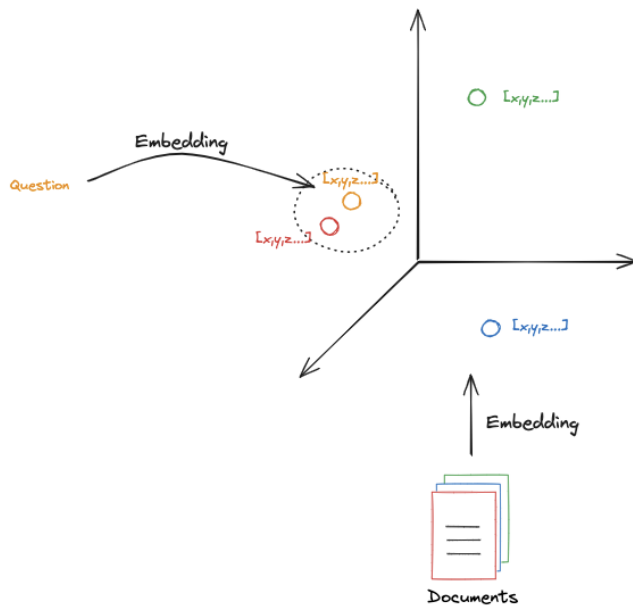 [x,y,z...]
Embedding
[x,y,z....]
Question
[x,y,z....]
[x,y,z...]
Embedding
Documents